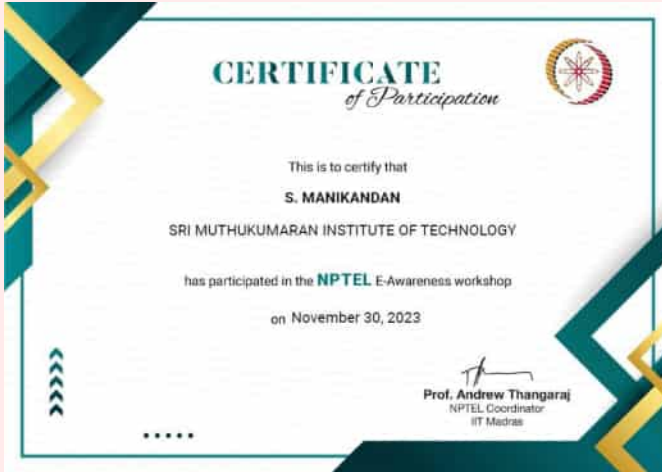 CERTIFICATE
of Participation
This is to certify that
S. MANIKANDAN
SRI MUTHUKUMARAN INSTITUTE OF TECHNOLOGY
has participated in the NPTEL E-Awareness workshop
on November 30, 2023
Prof. Andrew Thangaraj
NPTEL Coordinator
IIT Madras